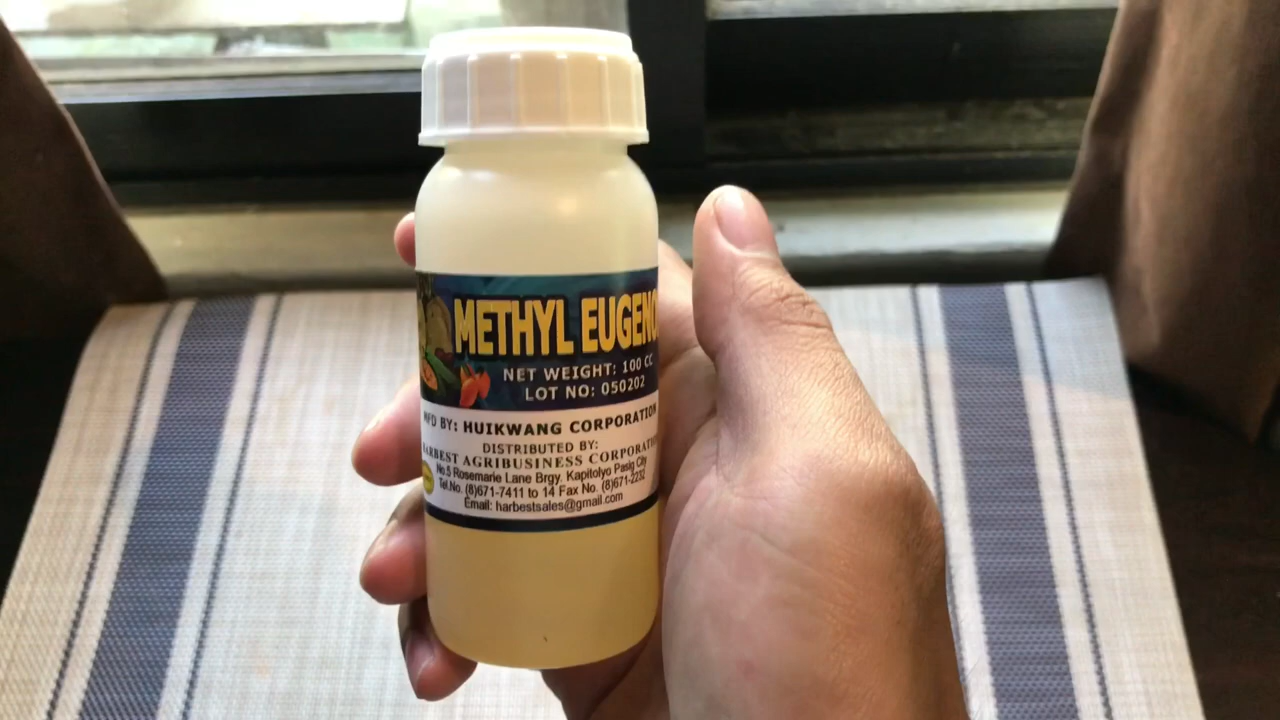 METHYL EUGENO
NET WEIGHT: 100 CC
LOT NO: 050202
MFD BY: HUIKWANG CORPORATION
DISTRIBUTED BY:
HARBEST AGRIBUSINESS CORPORATI
No.5 Rosemarie Lane Brgy. Kapitolyo Pasig City
Tel.No. (8)671-7411 to 14 Fax No. (8)671-2232
Email: harbestsales@gmail.com